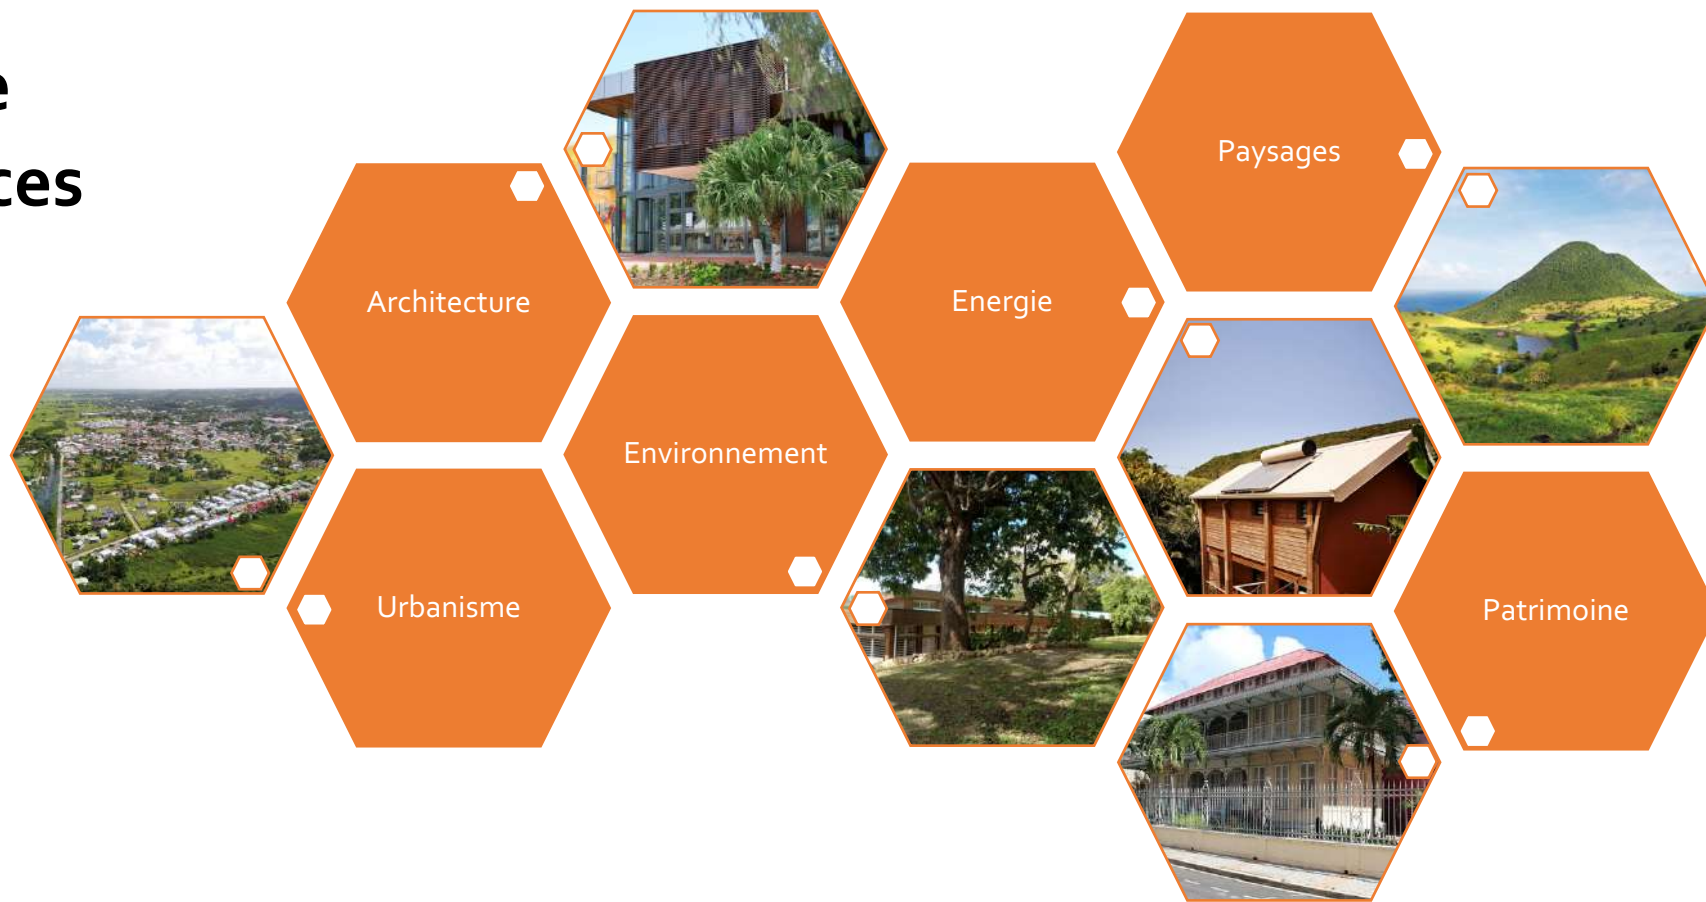 Paysages
Architecture
Energie
Environnement
Urbanisme
Patrimoine